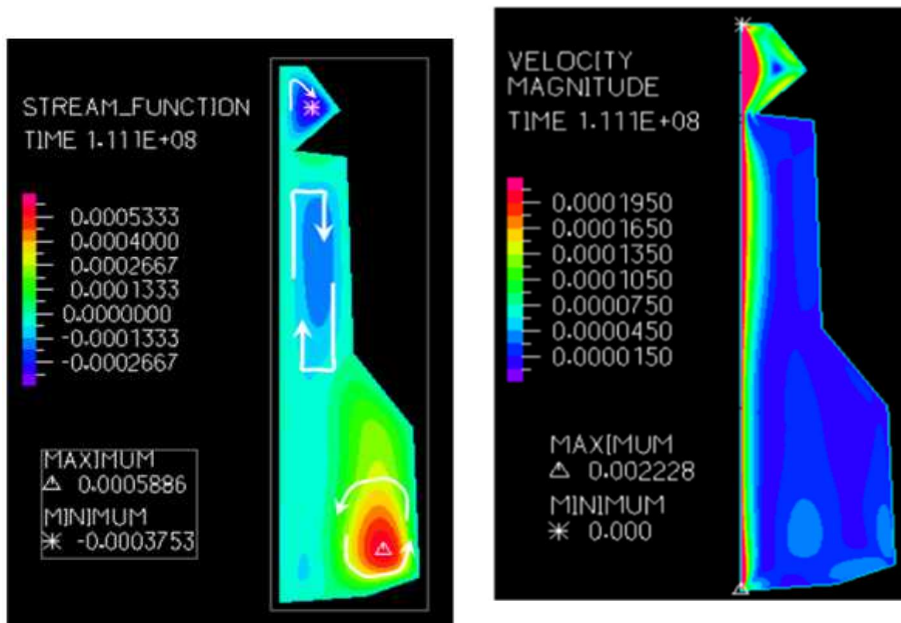 STREAM_FUNCTION
TIME 1.111E+08
0.0005333
0.0004000
0.0002667
0.0001333
0.0000000
-0.0001333
-0.0002667
MAXIMUM
△ 0.0005886
MINIMUM
✳ -0.0003753
VELOCITY
MAGNITUDE
TIME 1.111E+08
0.0001950
0.0001650
0.0001350
0.0001050
0.0000750
0.0000450
0.0000150
MAXIMUM
△ 0.002228
MINIMUM
✳ 0.000